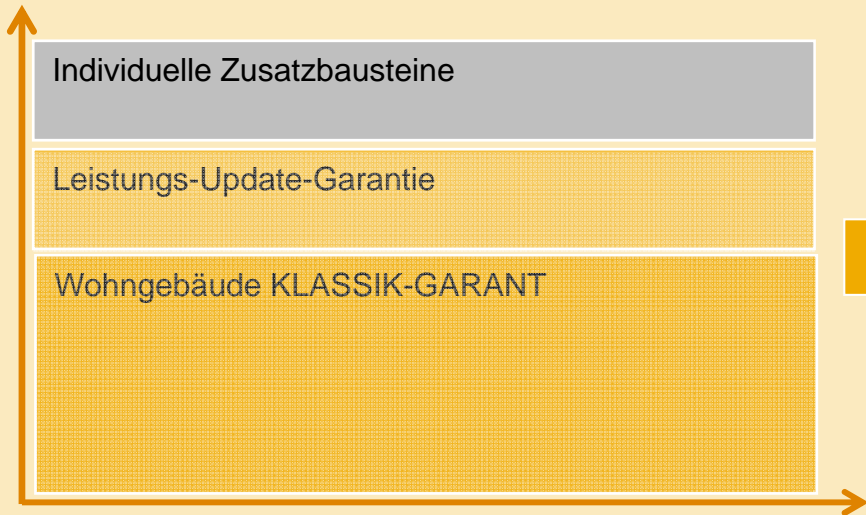 Individuelle Zusatzbausteine
Leistungs-Update-Garantie
Wohngebäude KLASSIK-GARANT